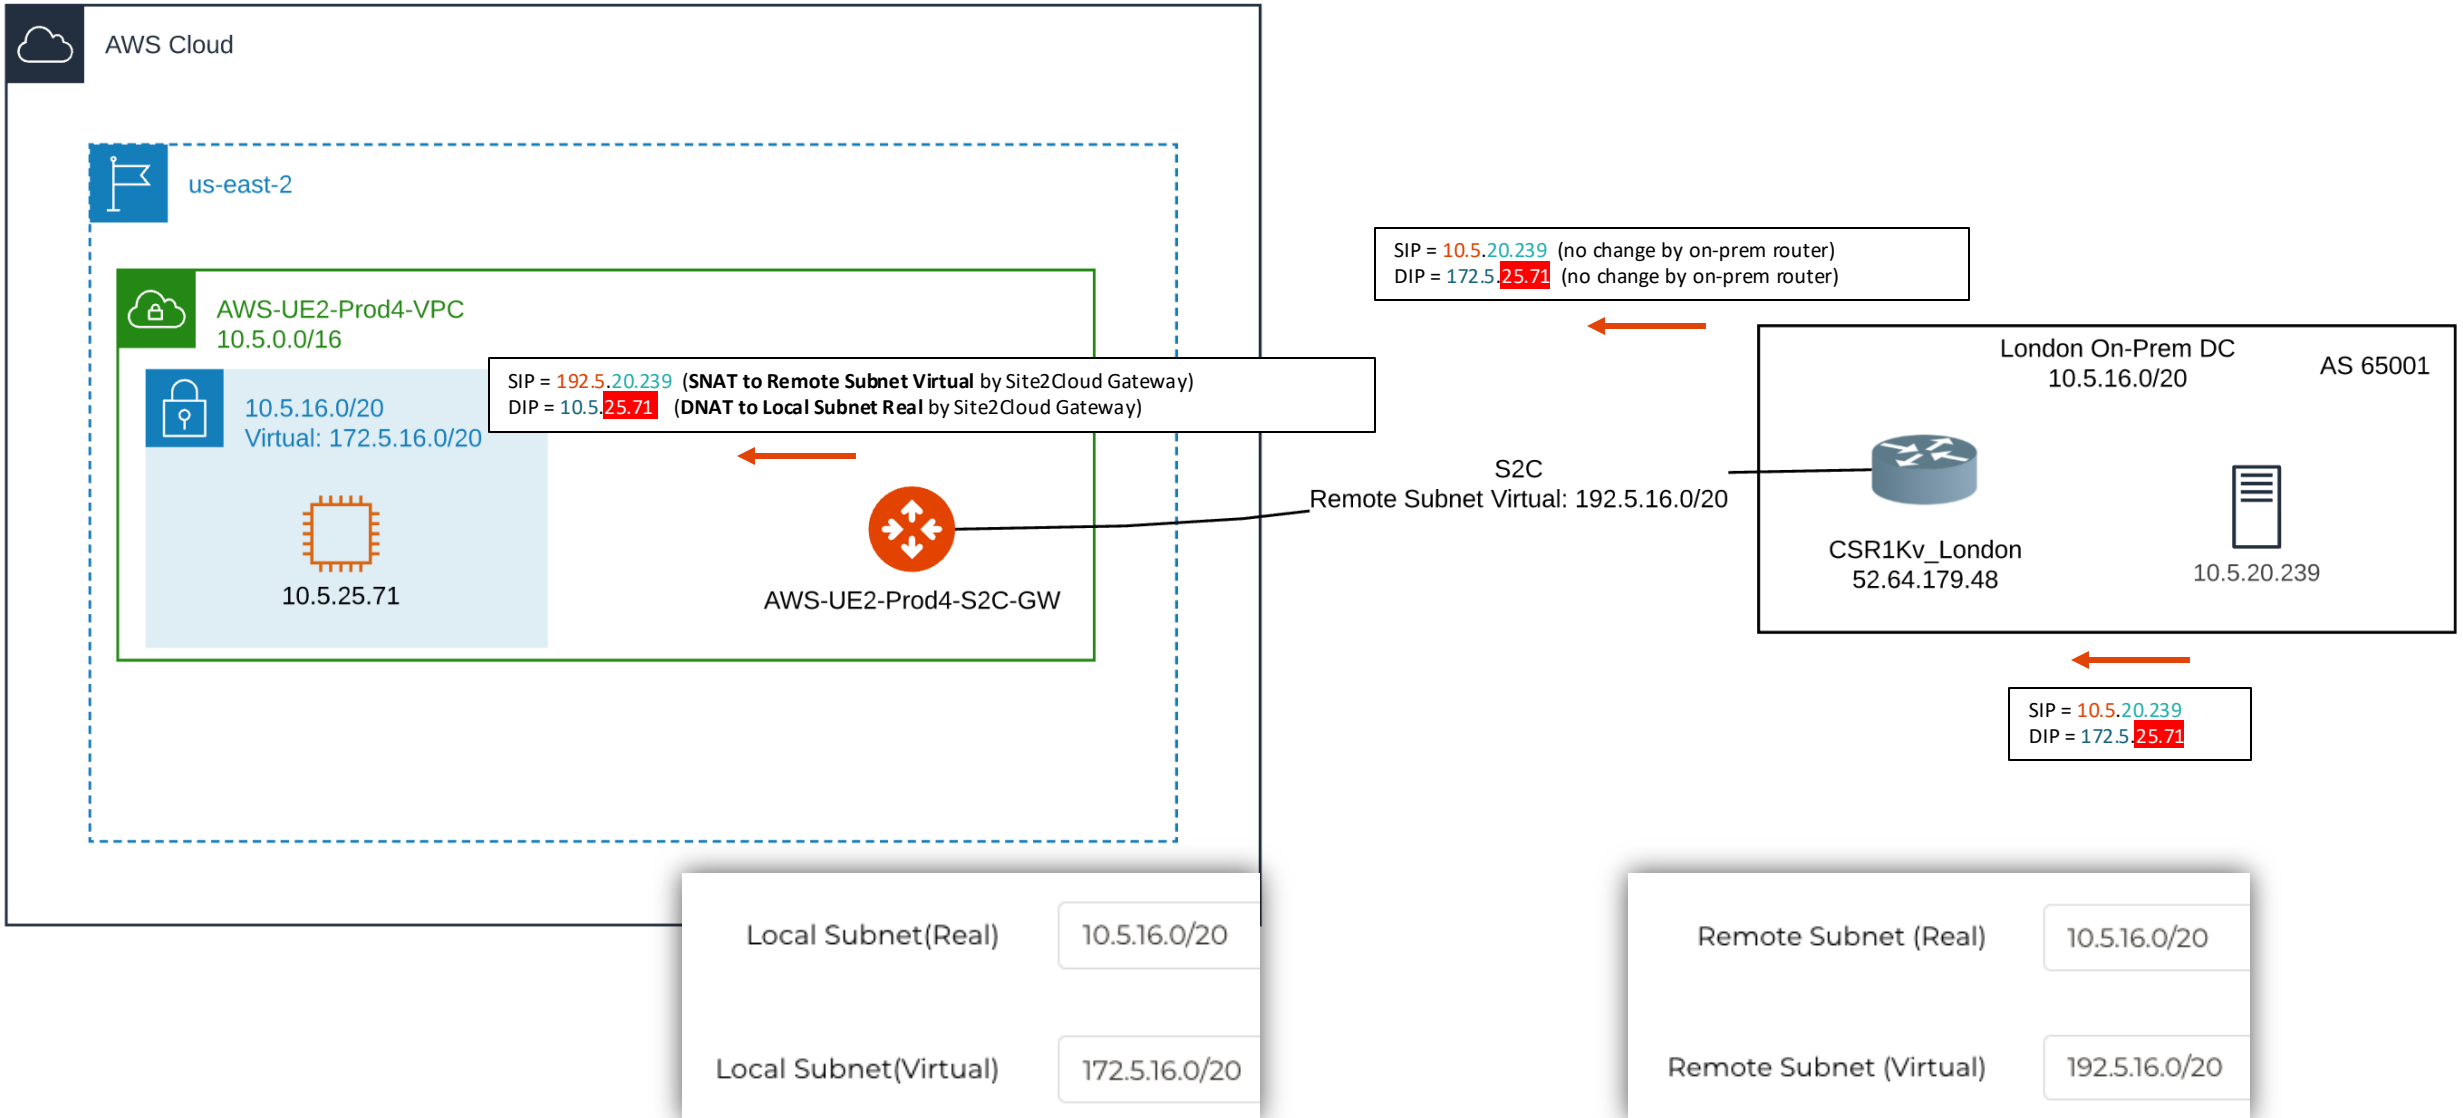 AWS Cloud
us-east-2
AWS-UE2-Prod4-VPC
10.5.0.0/16
10.5.16.0/20
Virtual: 172.5.16.0/20
SIP = 192.5.20.239 (SNAT to Remote Subnet Virtual by Site2Cloud Gateway)
DIP = 10.5.25.71 (DNAT to Local Subnet Real by Site2Cloud Gateway)
10.5.25.71
AWS-UE2-Prod4-S2C-GW
SIP = 10.5.20.239 (no change by on-prem router)
DIP = 172.5.25.71 (no change by on-prem router)
S2C
Remote Subnet Virtual: 192.5.16.0/20
London On-Prem DC
10.5.16.0/20
AS 65001
CSR1Kv_London
52.64.179.48
10.5.20.239
SIP = 10.5.20.239
DIP = 172.5.25.71
Local Subnet(Real) 10.5.16.0/20
Local Subnet(Virtual) 172.5.16.0/20
Remote Subnet (Real) 10.5.16.0/20
Remote Subnet (Virtual) 192.5.16.0/20